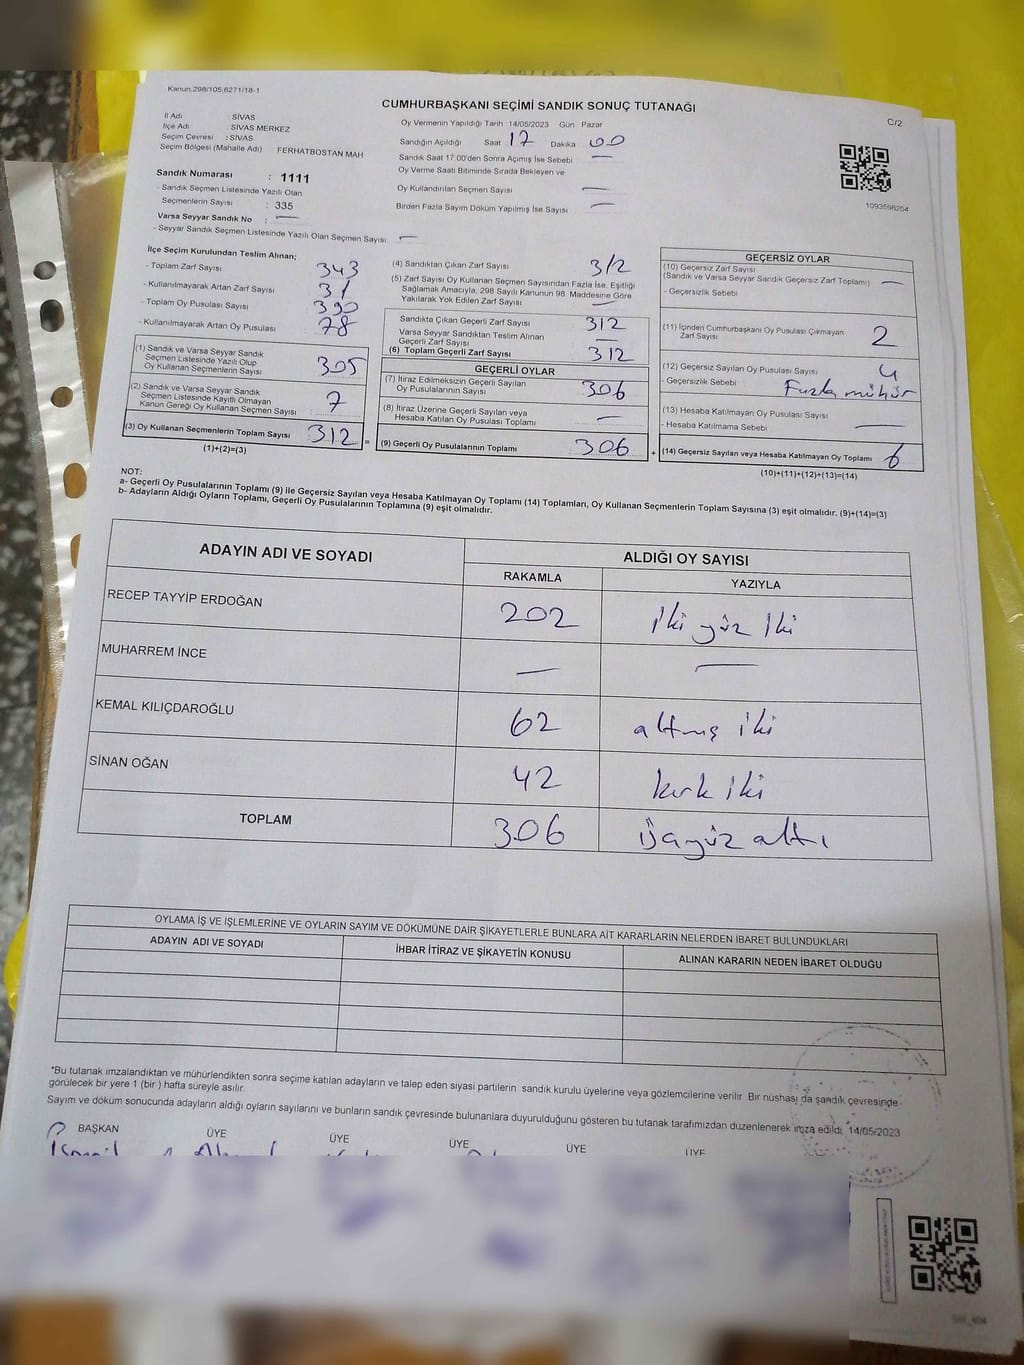 Kanun:298/105,6271/18-1
CUMHURBAŞKANI SEÇİMİ SANDIK SONUÇ TUTANAĞI
C/2
İl Adı SİVAS
İlçe Adı SİVAS MERKEZ
Seçim Çevresi : SİVAS
Seçim Bölgesi (Mahalle Adı) : FERHATBOSTAN MAH
Sandık Numarası : 1111
- Sandık Seçmen Listesinde Yazılı Olan
Seçmenlerin Sayısı : 335
Varsa Seyyar Sandık No : —
- Seyyar Sandık Seçmen Listesinde Yazılı Olan Seçmen Sayısı : —
Oy Vermenin Yapıldığı Tarih :14/05/2023 Gün : Pazar
Sandığın Açıldığı Saat 17 Dakika 00
Sandık Saat 17:00'den Sonra Açılmış İse Sebebi —
Oy Verme Saati Bitiminde Sırada Bekleyen ve
Oy Kullandırılan Seçmen Sayısı —
Birden Fazla Sayım Döküm Yapılmış İse Sayısı —
1093598204
İlçe Seçim Kurulundan Teslim Alınan;
- Toplam Zarf Sayısı 343
- Kullanılmayarak Artan Zarf Sayısı 31
- Toplam Oy Pusulası Sayısı 390
- Kullanılmayarak Artan Oy Pusulası 78
(1) Sandık ve Varsa Seyyar Sandık
Seçmen Listesinde Yazılı Olup
Oy Kullanan Seçmenlerin Sayısı 305
(2) Sandık ve Varsa Seyyar Sandık
Seçmen Listesinde Kayıtlı Olmayan
Kanun Gereği Oy Kullanan Seçmen Sayısı 7
(3) Oy Kullanan Seçmenlerin Toplam Sayısı 312 =
(1)+(2)=(3)
(4) Sandıktan Çıkan Zarf Sayısı 312
(5) Zarf Sayısı Oy Kullanan Seçmen Sayısından Fazla İse, Eşitliği
Sağlamak Amacıyla, 298 Sayılı Kanunun 98. Maddesine Göre
Yakılarak Yok Edilen Zarf Sayısı —
Sandıkta Çıkan Geçerli Zarf Sayısı 312
Varsa Seyyar Sandıktan Teslim Alınan
Geçerli Zarf Sayısı —
(6) Toplam Geçerli Zarf Sayısı 312
GEÇERLİ OYLAR
(7) İtiraz Edilmeksizin Geçerli Sayılan
Oy Pusulalarının Sayısı 306
(8) İtiraz Üzerine Geçerli Sayılan veya
Hesaba Katılan Oy Pusulası Toplamı —
(9) Geçerli Oy Pusulalarının Toplamı 306 +
GEÇERSİZ OYLAR
(10) Geçersiz Zarf Sayısı
(Sandık ve Varsa Seyyar Sandık Geçersiz Zarf Toplamı) —
- Geçersizlik Sebebi
(11) İçinden Cumhurbaşkanı Oy Pusulası Çıkmayan
Zarf Sayısı 2
(12) Geçersiz Sayılan Oy Pusulası Sayısı 4
- Geçersizlik Sebebi Fazla mühür
(13) Hesaba Katılmayan Oy Pusulası Sayısı
- Hesaba Katılmama Sebebi —
(14) Geçersiz Sayılan veya Hesaba Katılmayan Oy Toplamı 6
(10)+(11)+(12)+(13)=(14)
NOT:
a- Geçerli Oy Pusulalarının Toplamı (9) ile Geçersiz Sayılan veya Hesaba Katılmayan Oy Toplamı (14) Toplamları, Oy Kullanan Seçmenlerin Toplam Sayısına (3) eşit olmalıdır. (9)+(14)=(3)
b- Adayların Aldığı Oyların Toplamı, Geçerli Oy Pusulalarının Toplamına (9) eşit olmalıdır.
ADAYIN ADI VE SOYADI ALDIĞI OY SAYISI
RAKAMLA YAZIYLA
RECEP TAYYİP ERDOĞAN 202 iki yüz iki
MUHARREM İNCE — —
KEMAL KILIÇDAROĞLU 62 altmış iki
SİNAN OĞAN 42 kırk iki
TOPLAM 306 üçyüz altı
OYLAMA İŞ VE İŞLEMLERİNE VE OYLARIN SAYIM VE DÖKÜMÜNE DAİR ŞİKAYETLERLE BUNLARA AİT KARARLARIN NELERDEN İBARET BULUNDUKLARI
ADAYIN ADI VE SOYADI İHBAR İTİRAZ VE ŞİKAYETİN KONUSU ALINAN KARARIN NEDEN İBARET OLDUĞU
*Bu tutanak imzalandıktan ve mühürlendikten sonra seçime katılan adayların ve talep eden siyasi partilerin sandık kurulu üyelerine veya gözlemcilerine verilir. Bir nüshası da sandık çevresinde
görülecek bir yere 1 (bir ) hafta süreyle asılır.
Sayım ve döküm sonucunda adayların aldığı oyların sayılarını ve bunların sandık çevresinde bulunanlara duyurulduğunu gösteren bu tutanak tarafımızdan düzenlenerek imza edildi. 14/05/2023
BAŞKAN ÜYE ÜYE ÜYE ÜYE ÜYE